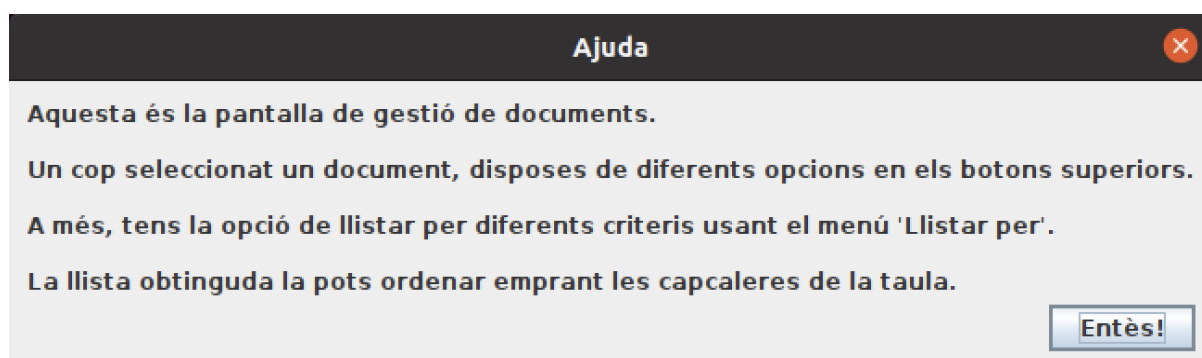 Ajuda
Aquesta és la pantalla de gestió de documents.
Un cop seleccionat un document, disposes de diferents opcions en els botons superiors.
A més, tens la opció de llistar per diferents criteris usant el menú 'Llistar per'.
La llista obtinguda la pots ordenar emprant les capcaleres de la taula.
Entès!